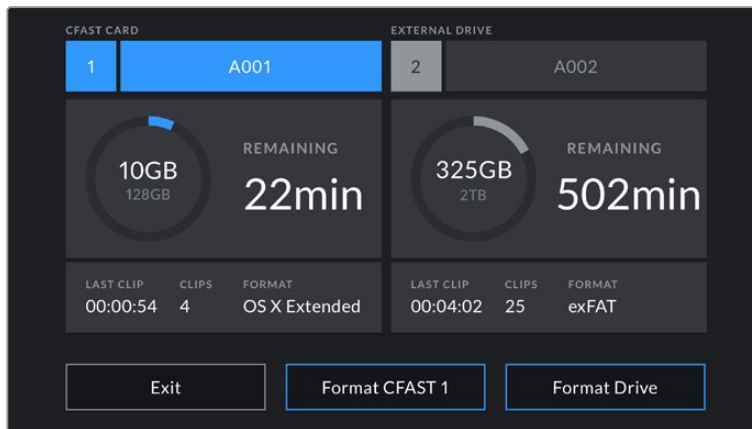 CFAST CARD
1 A001
10GB
128GB
REMAINING
22min
LAST CLIP CLIPS FORMAT
00:00:54 4 OS X Extended
EXTERNAL DRIVE
2 A002
325GB
2TB
REMAINING
502min
LAST CLIP CLIPS FORMAT
00:04:02 25 exFAT
Exit Format CFAST 1 Format Drive